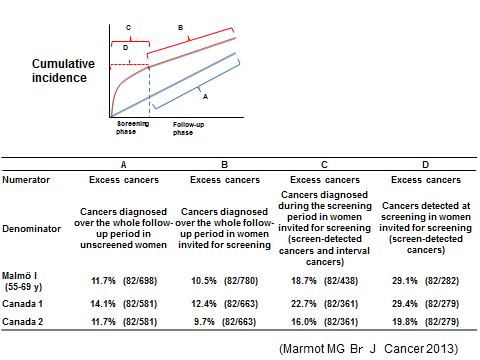 C
B
D
Cumulative
incidence
A
Screening
phase
Follow-up
phase
A B C D
Numerator Excess cancers Excess cancers Excess cancers Excess cancers
Denominator
Cancers diagnosed
over the whole follow-
up period in
unscreened women
Cancers diagnosed
over the whole follow-
up period in women
invited for screening
Cancers diagnosed
during the screening
period in women
invited for screening
(screen-detected
cancers and interval
cancers)
Cancers detected at
screening in women
invited for screening
(screen-detected
cancers)
Malmö I
(55-69 y)
11.7% (82/698) 10.5% (82/780) 18.7% (82/438) 29.1% (82/282)
Canada 1 14.1% (82/581) 12.4% (82/663) 22.7% (82/361) 29.4% (82/279)
Canada 2 11.7% (82/581) 9.7% (82/663) 16.0% (82/361) 19.8% (82/279)
(Marmot MG Br J Cancer 2013)